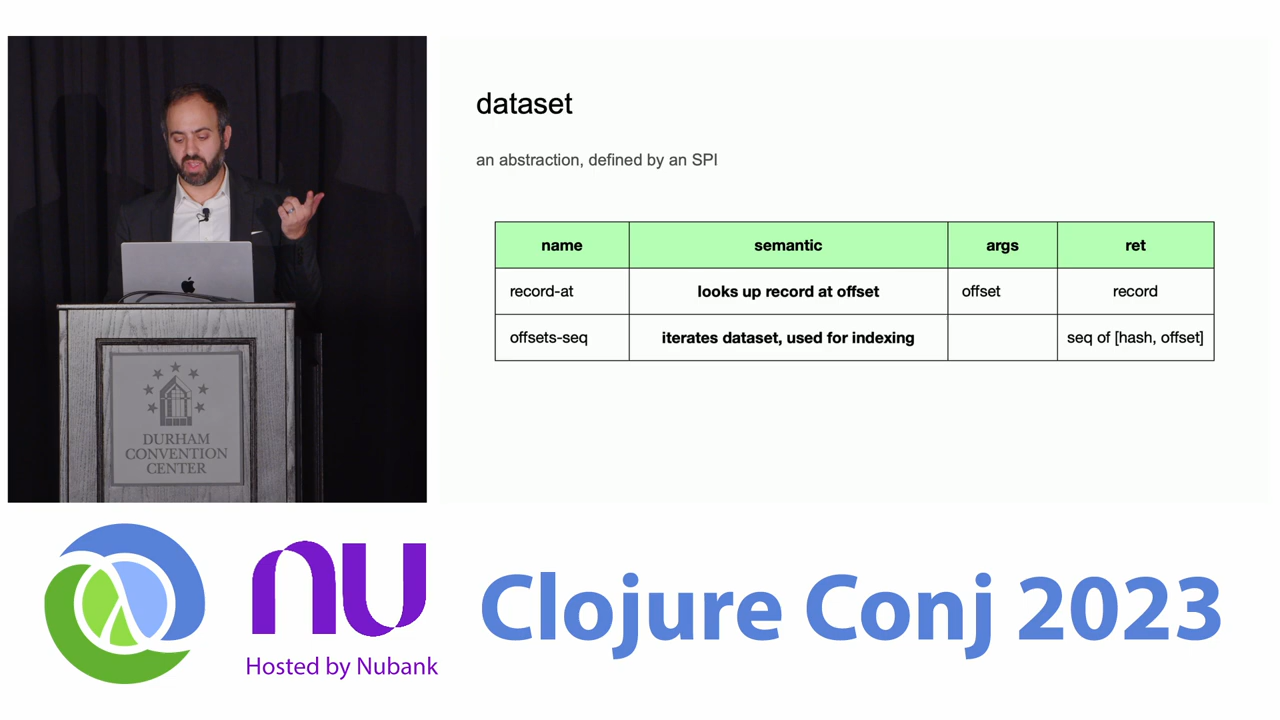 dataset
an abstraction, defined by an SPI
name semantic args ret
record-at looks up record at offset offset record
offsets-seq iterates dataset, used for indexing seq of [hash, offset]
DURHAM
CONVENTION
CENTER
nu
Hosted by Nubank
Clojure Conj 2023